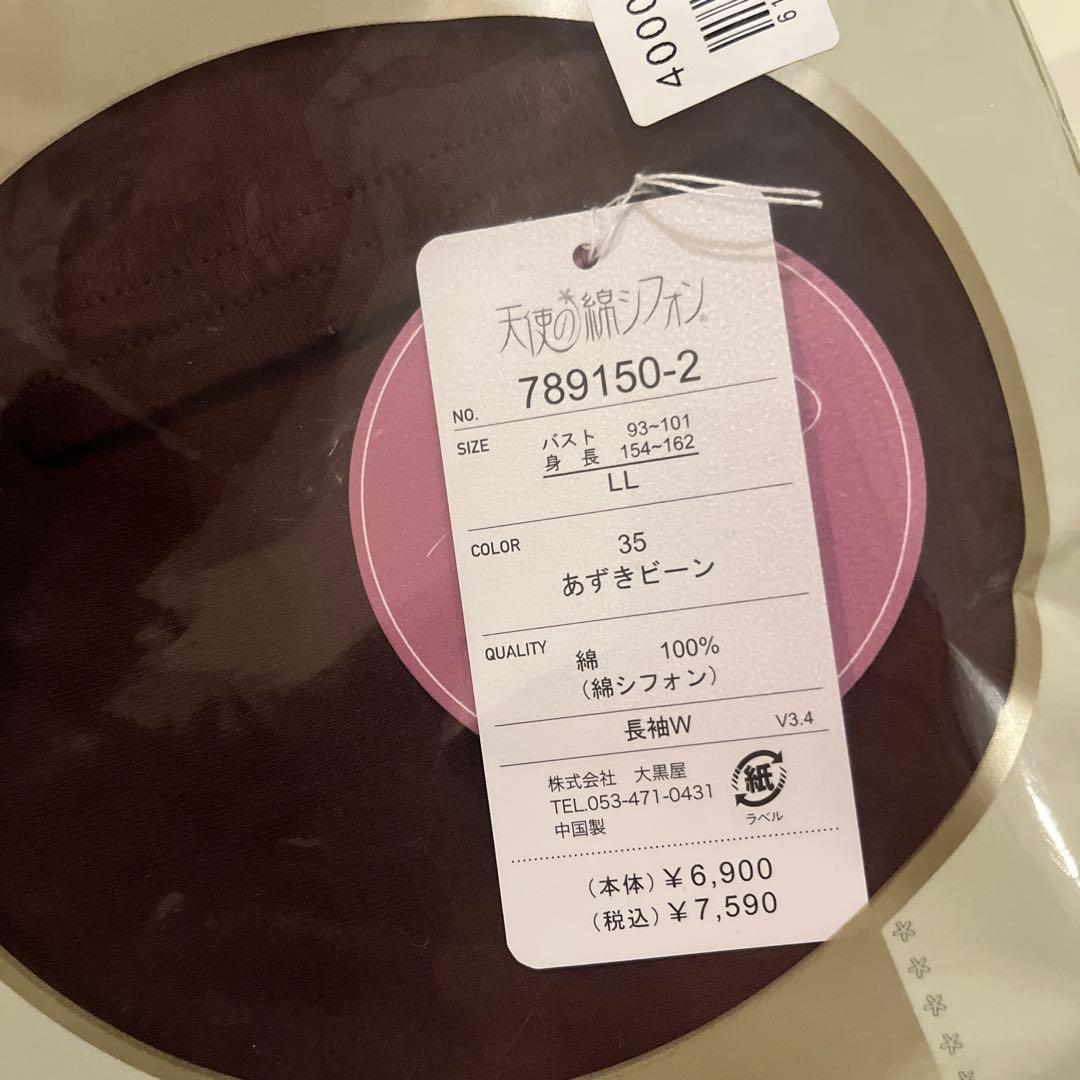 4000
61
天使の綿シフォン®
NO. 789150-2
SIZE バスト 93~101
身長 154~162
LL
COLOR 35
あずきビーン
QUALITY 綿 100%
(綿シフォン)
長袖W V3.4
株式会社 大黒屋
TEL.053-471-0431
中国製
紙
ラベル
(本体)¥6,900
(税込)¥7,590